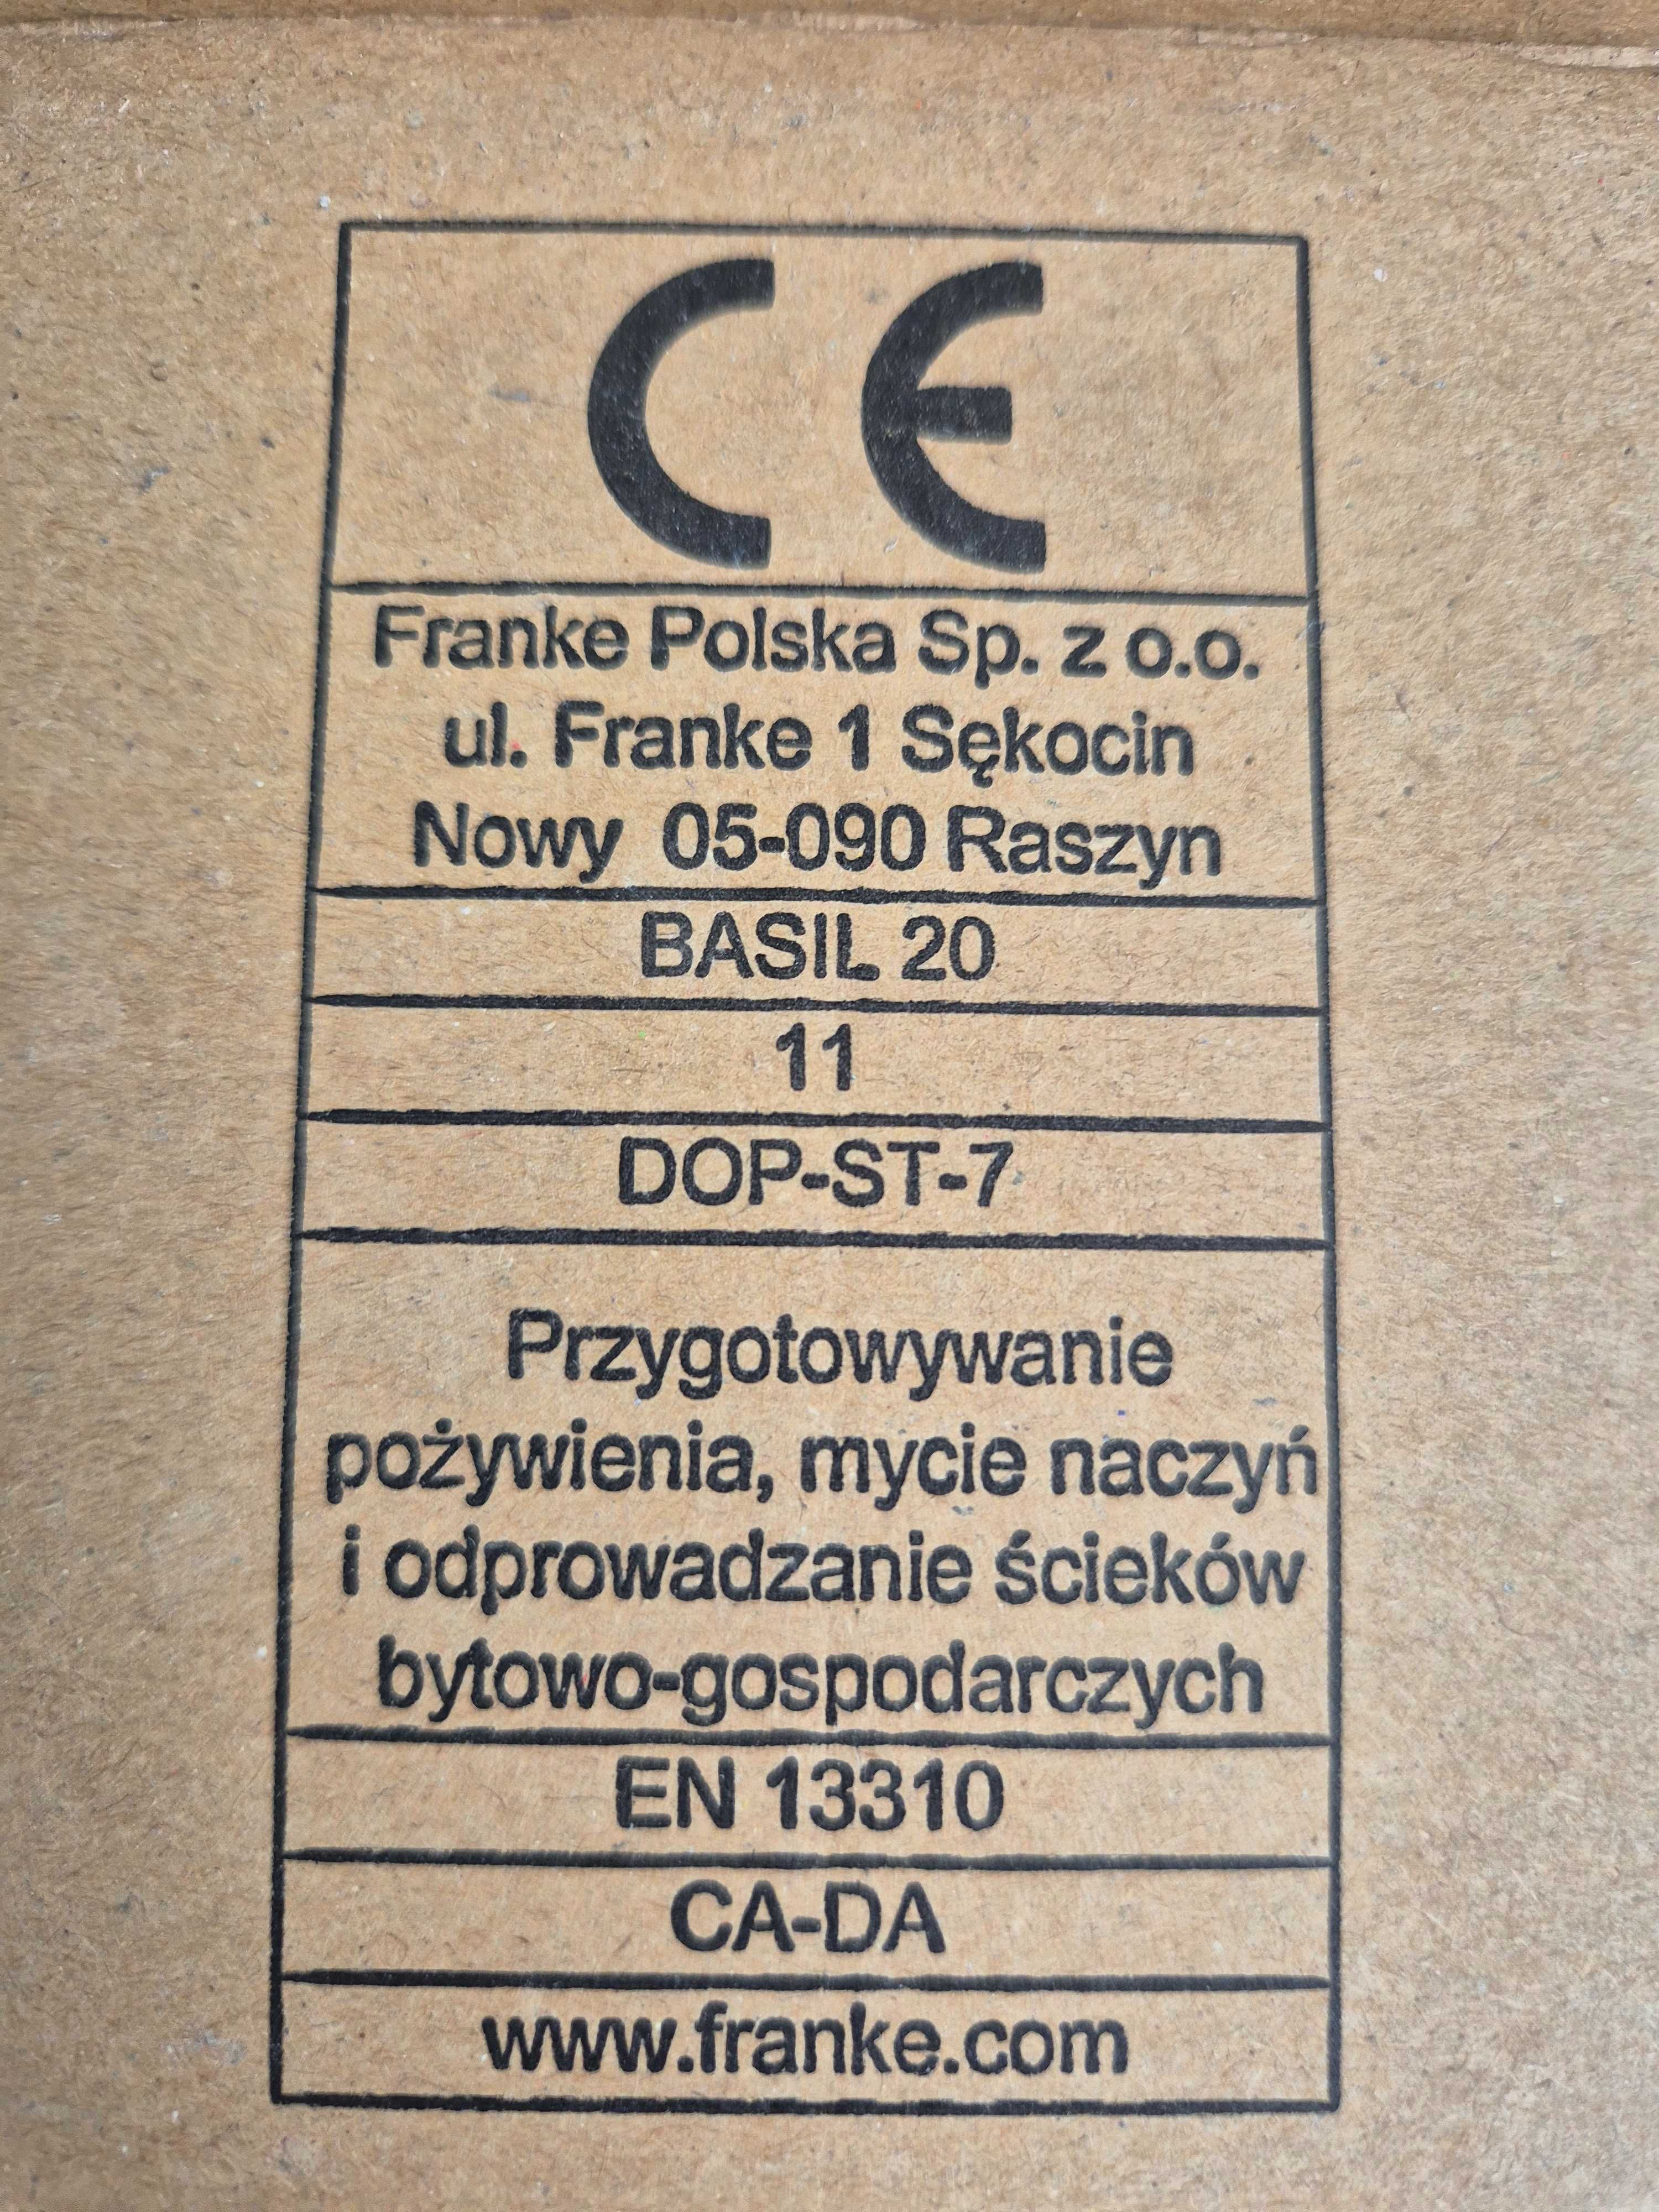 CE
Franke Polska Sp. z o.o.
ul. Franke 1 Sękocin
Nowy 05-090 Raszyn
BASIL 20
11
DOP-ST-7
Przygotowywanie
pożywienia, mycie naczyń
i odprowadzanie ścieków
bytowo-gospodarczych
EN 13310
CA-DA
www.franke.com